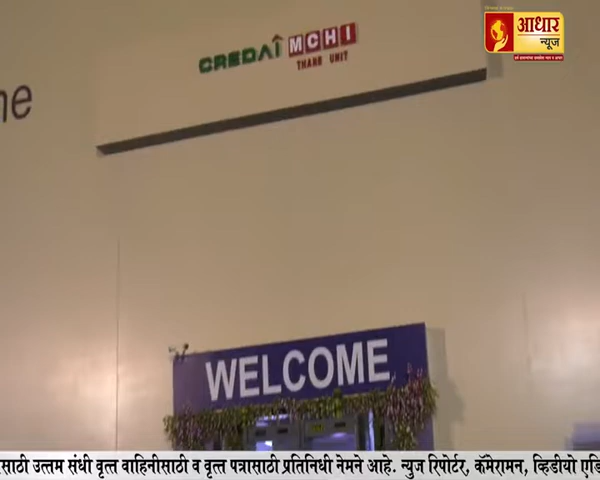 आधार
न्यूज
CREDAI MCHI
THANE UNIT
me
WELCOME
साठी उत्तम संधी वृत्त वाहिनीसाठी व वृत्त पत्रासाठी प्रतिनिधी नेमने आहे. न्युज रिपोर्टर, कॅमेरामन, व्हिडीयो एडि